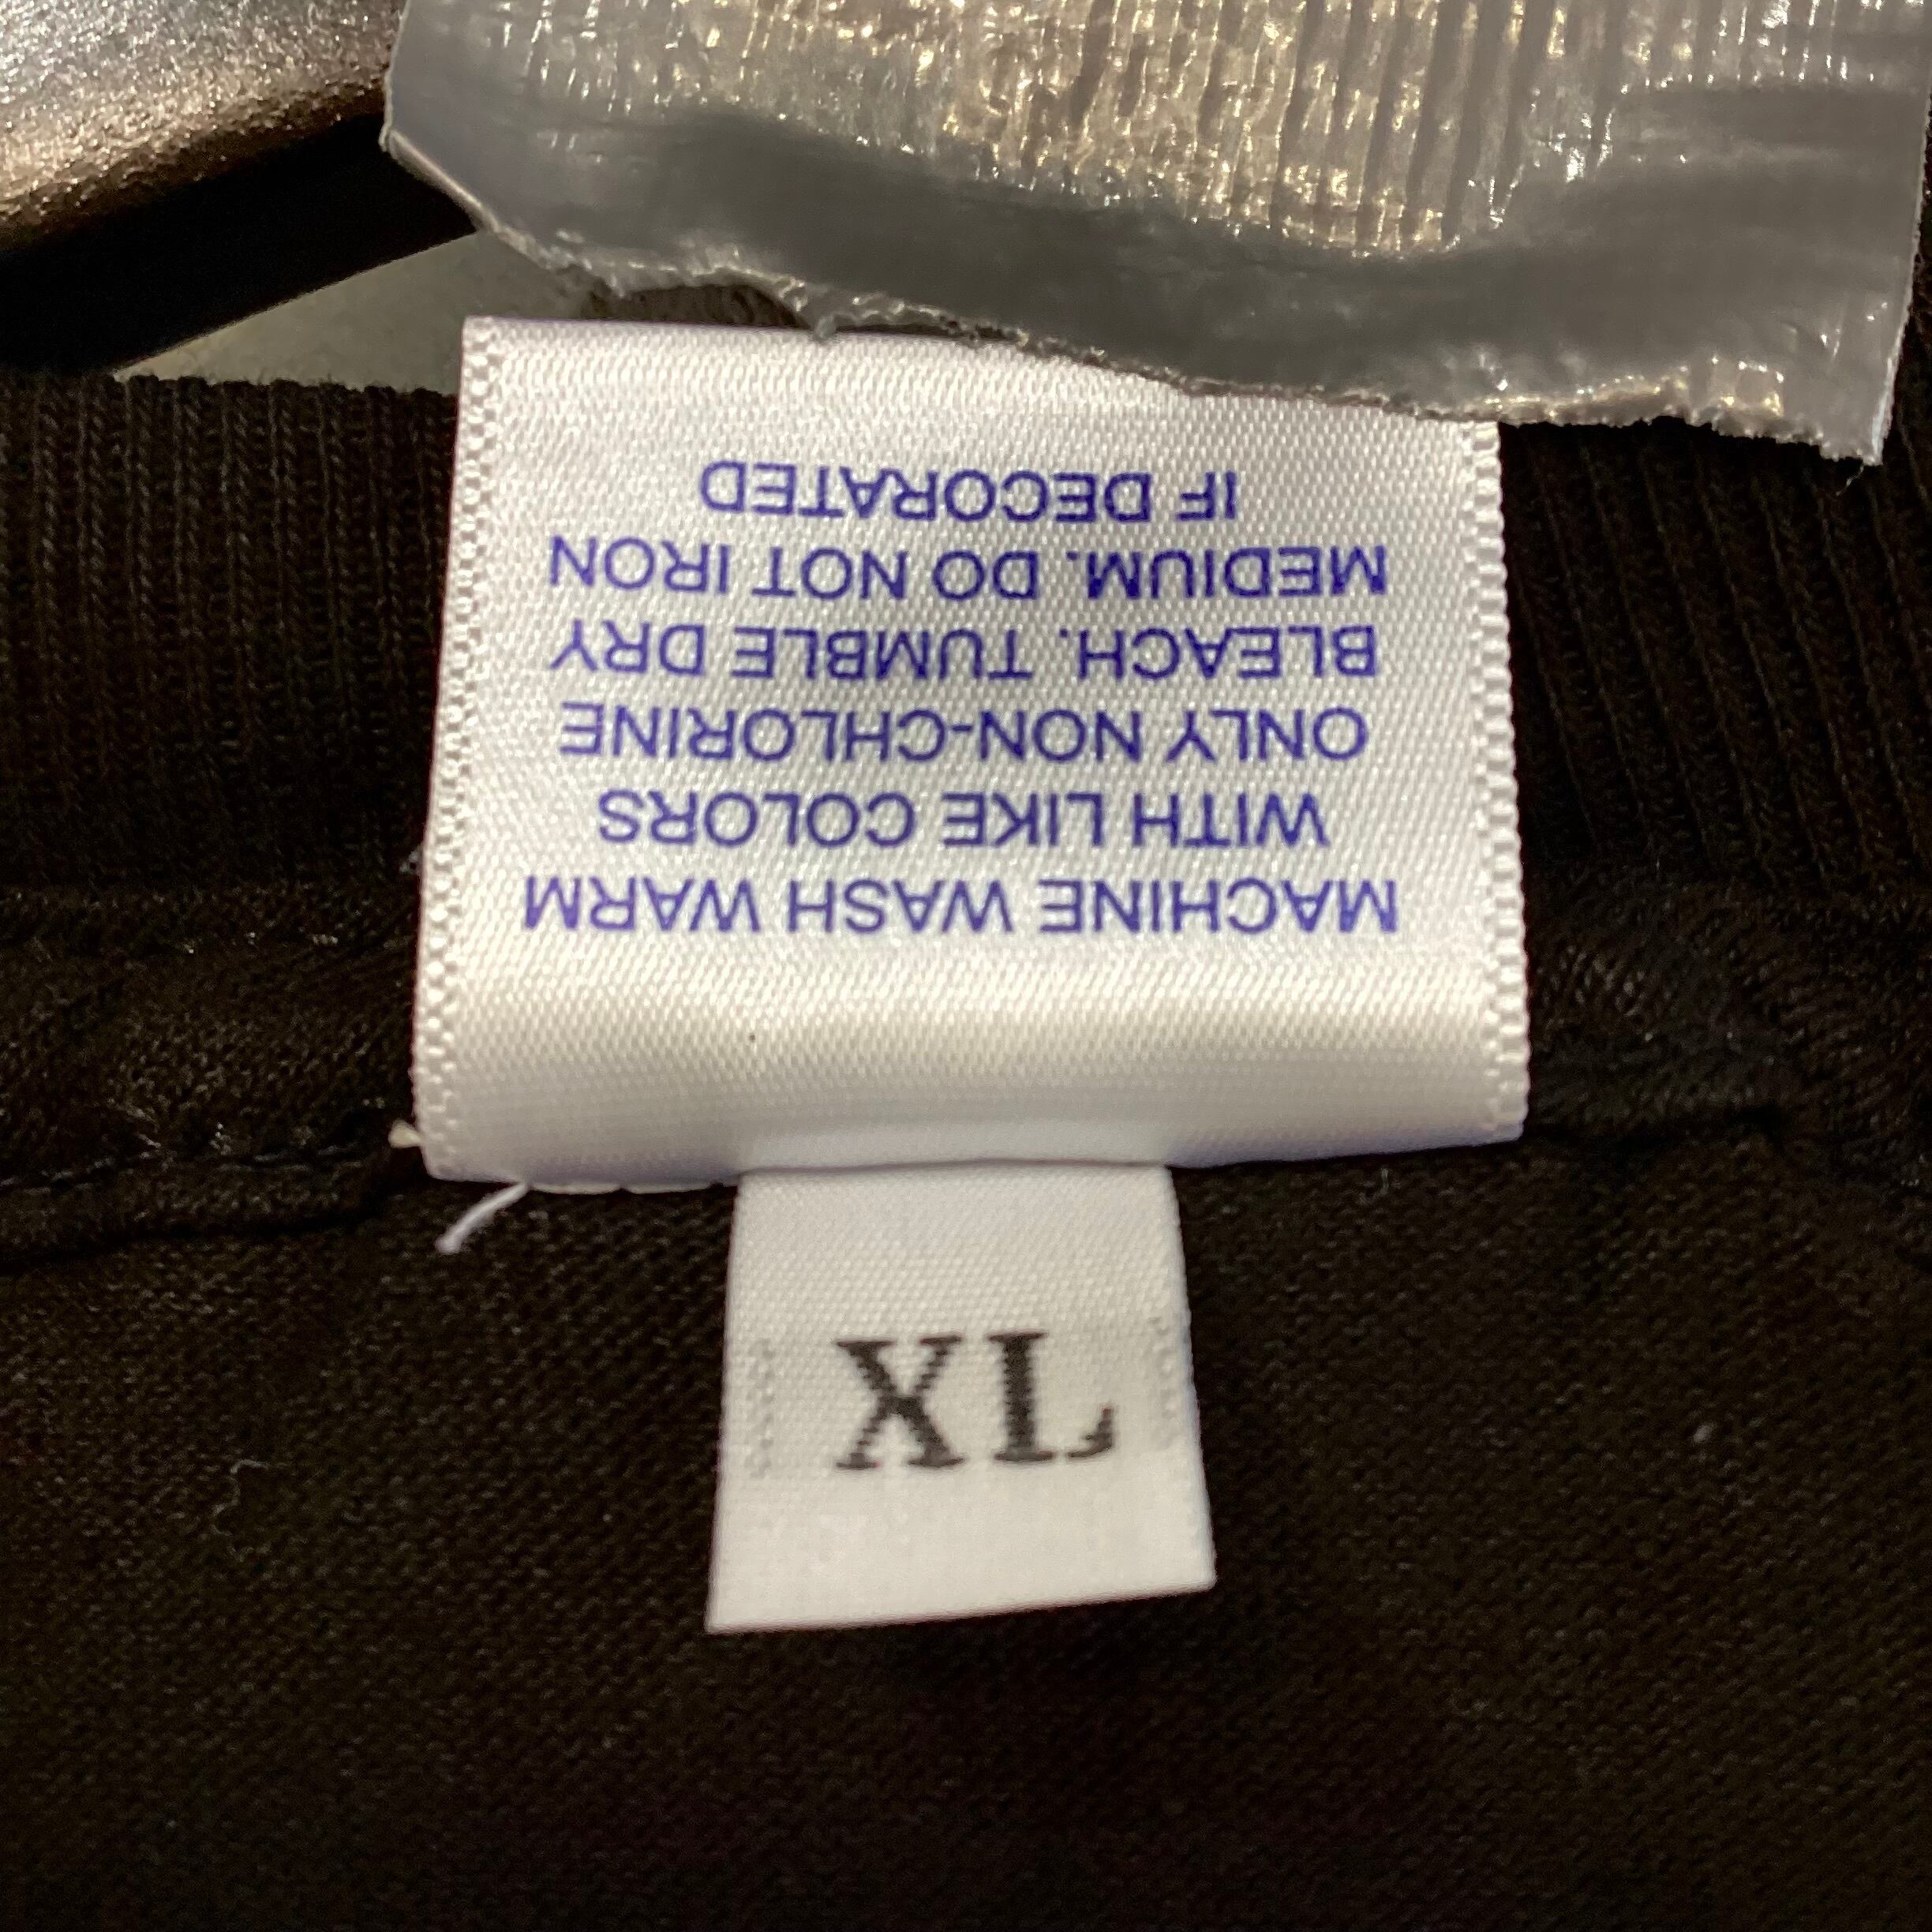 MACHINE WASH WARM
WITH LIKE COLORS
ONLY NON-CHLORINE
BLEACH. TUMBLE DRY
MEDIUM. DO NOT IRON
IF DECORATED
XL